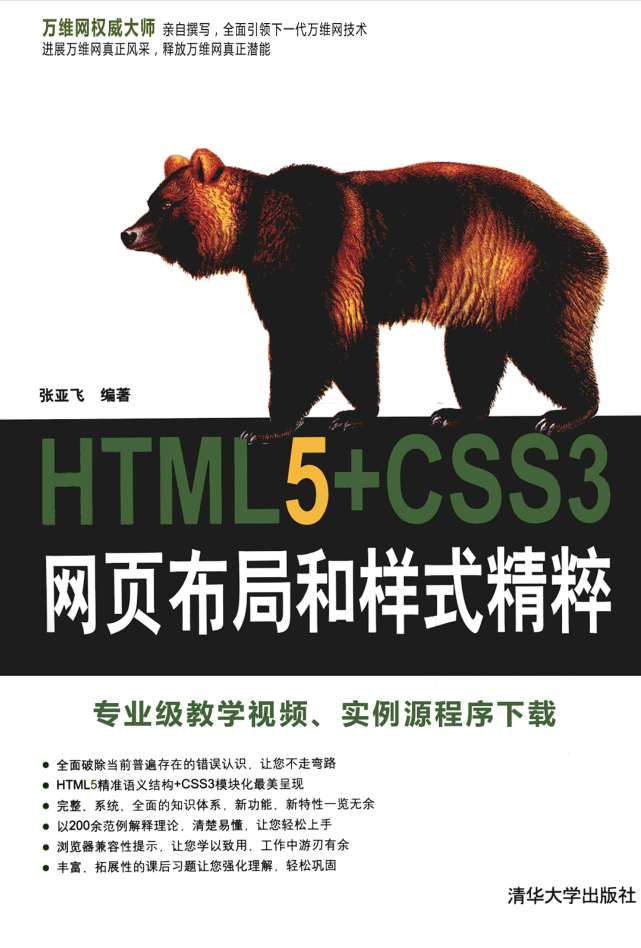 万维网权威大师 亲自撰写，全面引领下一代万维网技术
进展万维网真正风采，释放万维网真正潜能
张亚飞 编著
HTML5+CSS3
网页布局和样式精粹
专业级教学视频、实例源程序下载
● 全面破除当前普遍存在的错误认识，让您不走弯路
● HTML5精准语义结构+CSS3模块化最美呈现
● 完整、系统、全面的知识体系，新功能、新特性一览无余
● 以200余范例解释理论，清楚易懂，让您轻松上手
● 浏览器兼容性提示，让您学以致用，工作中游刃有余
● 丰富、拓展性的课后习题让您强化理解，轻松巩固
清华大学出版社